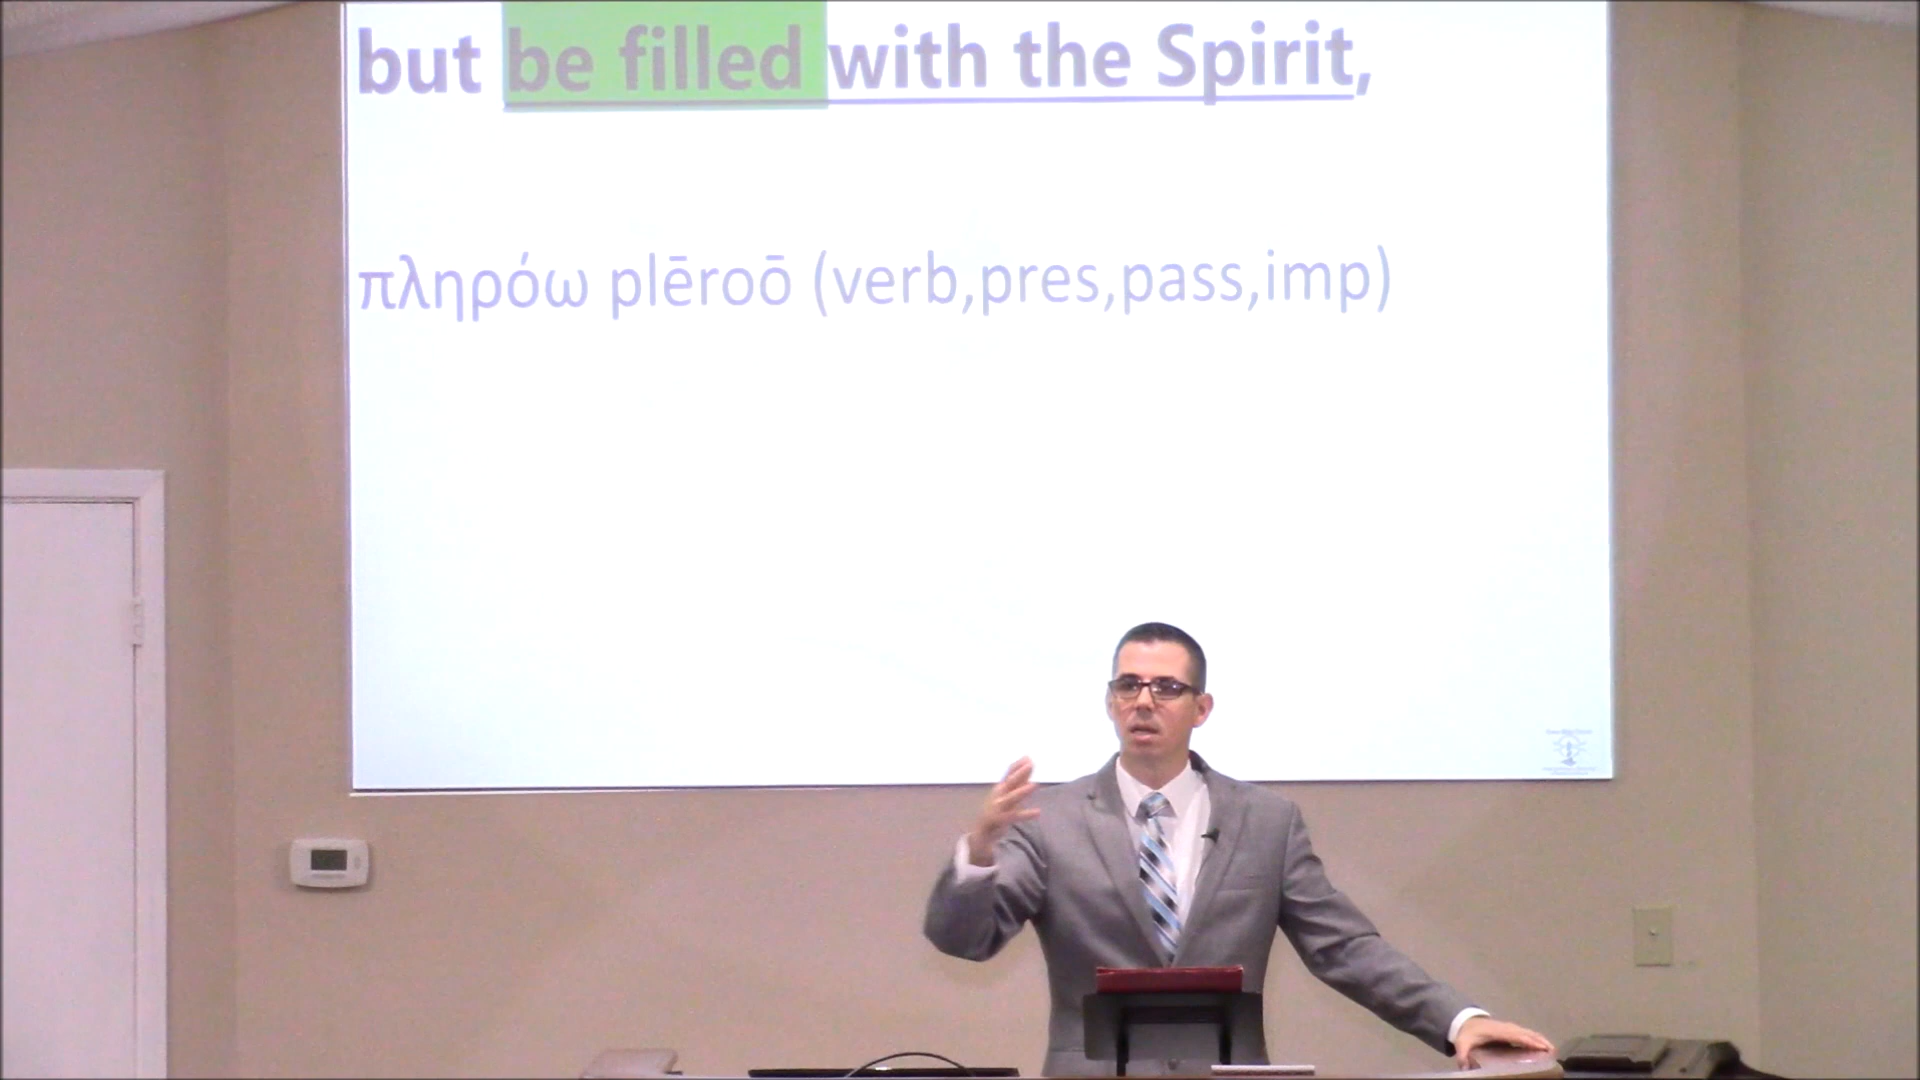 but be filled with the Spirit,
πληρόω plēroō (verb,pres,pass,imp)